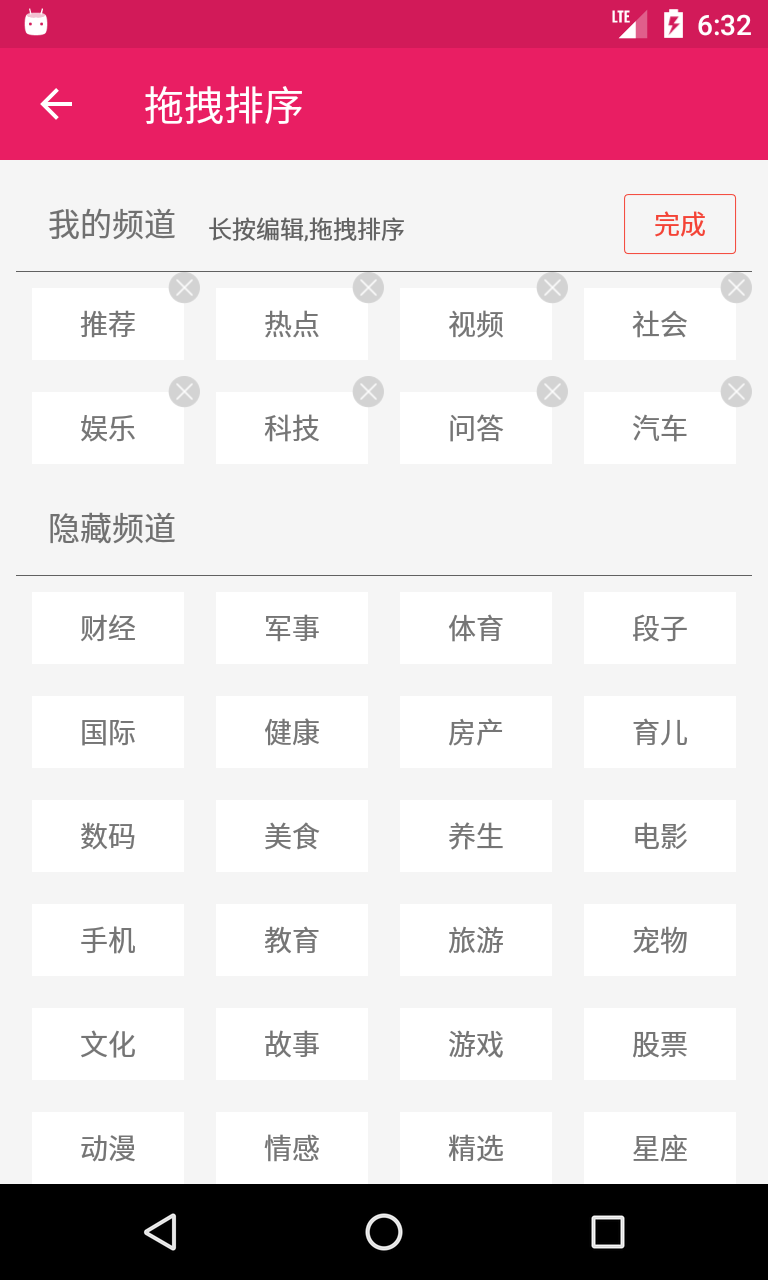 LTE 6:32
拖拽排序
我的频道 长按编辑,拖拽排序 完成
推荐 热点 视频 社会
娱乐 科技 问答 汽车
隐藏频道
财经 军事 体育 段子
国际 健康 房产 育儿
数码 美食 养生 电影
手机 教育 旅游 宠物
文化 故事 游戏 股票
动漫 情感 精选 星座